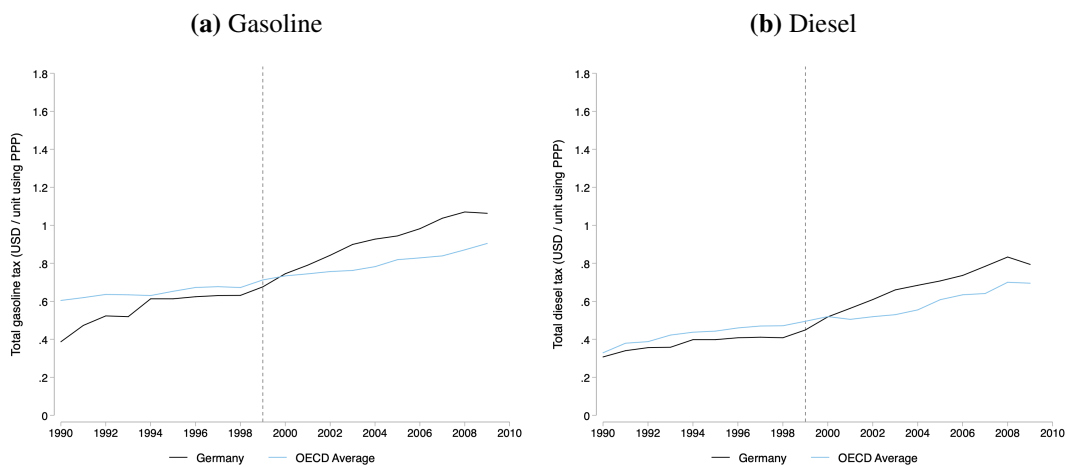 (a) Gasoline
Total gasoline tax (USD / unit using PPP)
1.8
1.6
1.4
1.2
1
.8
.6
.4
.2
0
1990 1992 1994 1996 1998 2000 2002 2004 2006 2008 2010
Germany OECD Average
(b) Diesel
Total diesel tax (USD / unit using PPP)
1.8
1.6
1.4
1.2
1
.8
.6
.4
.2
0
1990 1992 1994 1996 1998 2000 2002 2004 2006 2008 2010
Germany OECD Average